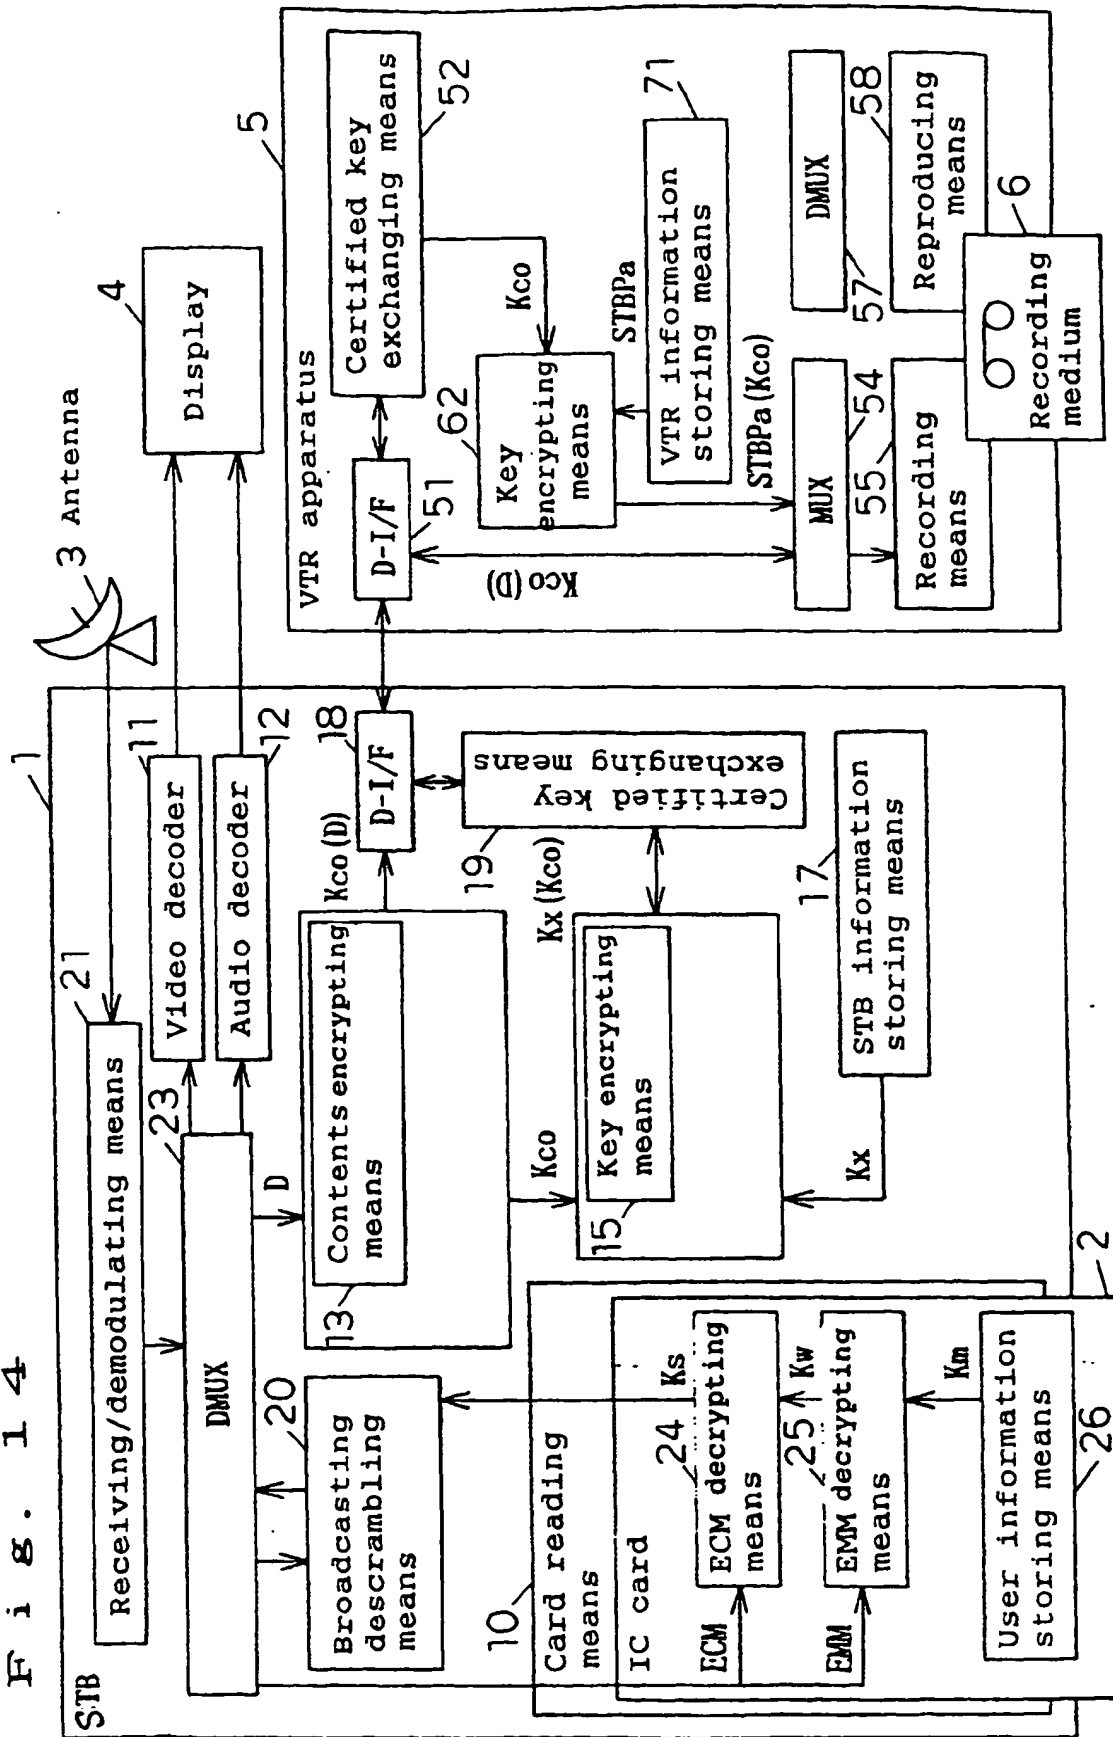 Fig. 14
STB
1
Receiving/demodulating means
21
3 Antenna
DMUX
23
Video decoder
11
Audio decoder
12
4
Display
D
Broadcasting
descrambling
means
20
Contents encrypting
means
13
Kco(D)
D-I/F
18
Certified key
exchanging means
19
Kco
Kx(Kco)
Key encrypting
means
15
Kx
STB information
storing means
17
10
Card reading
means
IC card
2
Ks
ECM
ECM decrypting
means
24
Kw
EMM
EMM decrypting
means
25
Km
User information
storing means
26
5
VTR apparatus
D-I/F
51
Certified key
exchanging means
52
Kco
62
Key
encrypting
means
STBPa
VTR information
storing means
71
Kco(D)
STBPa(Kco)
MUX
54
DMUX
57
55
Recording
means
58
Reproducing
means
Recording
medium
6